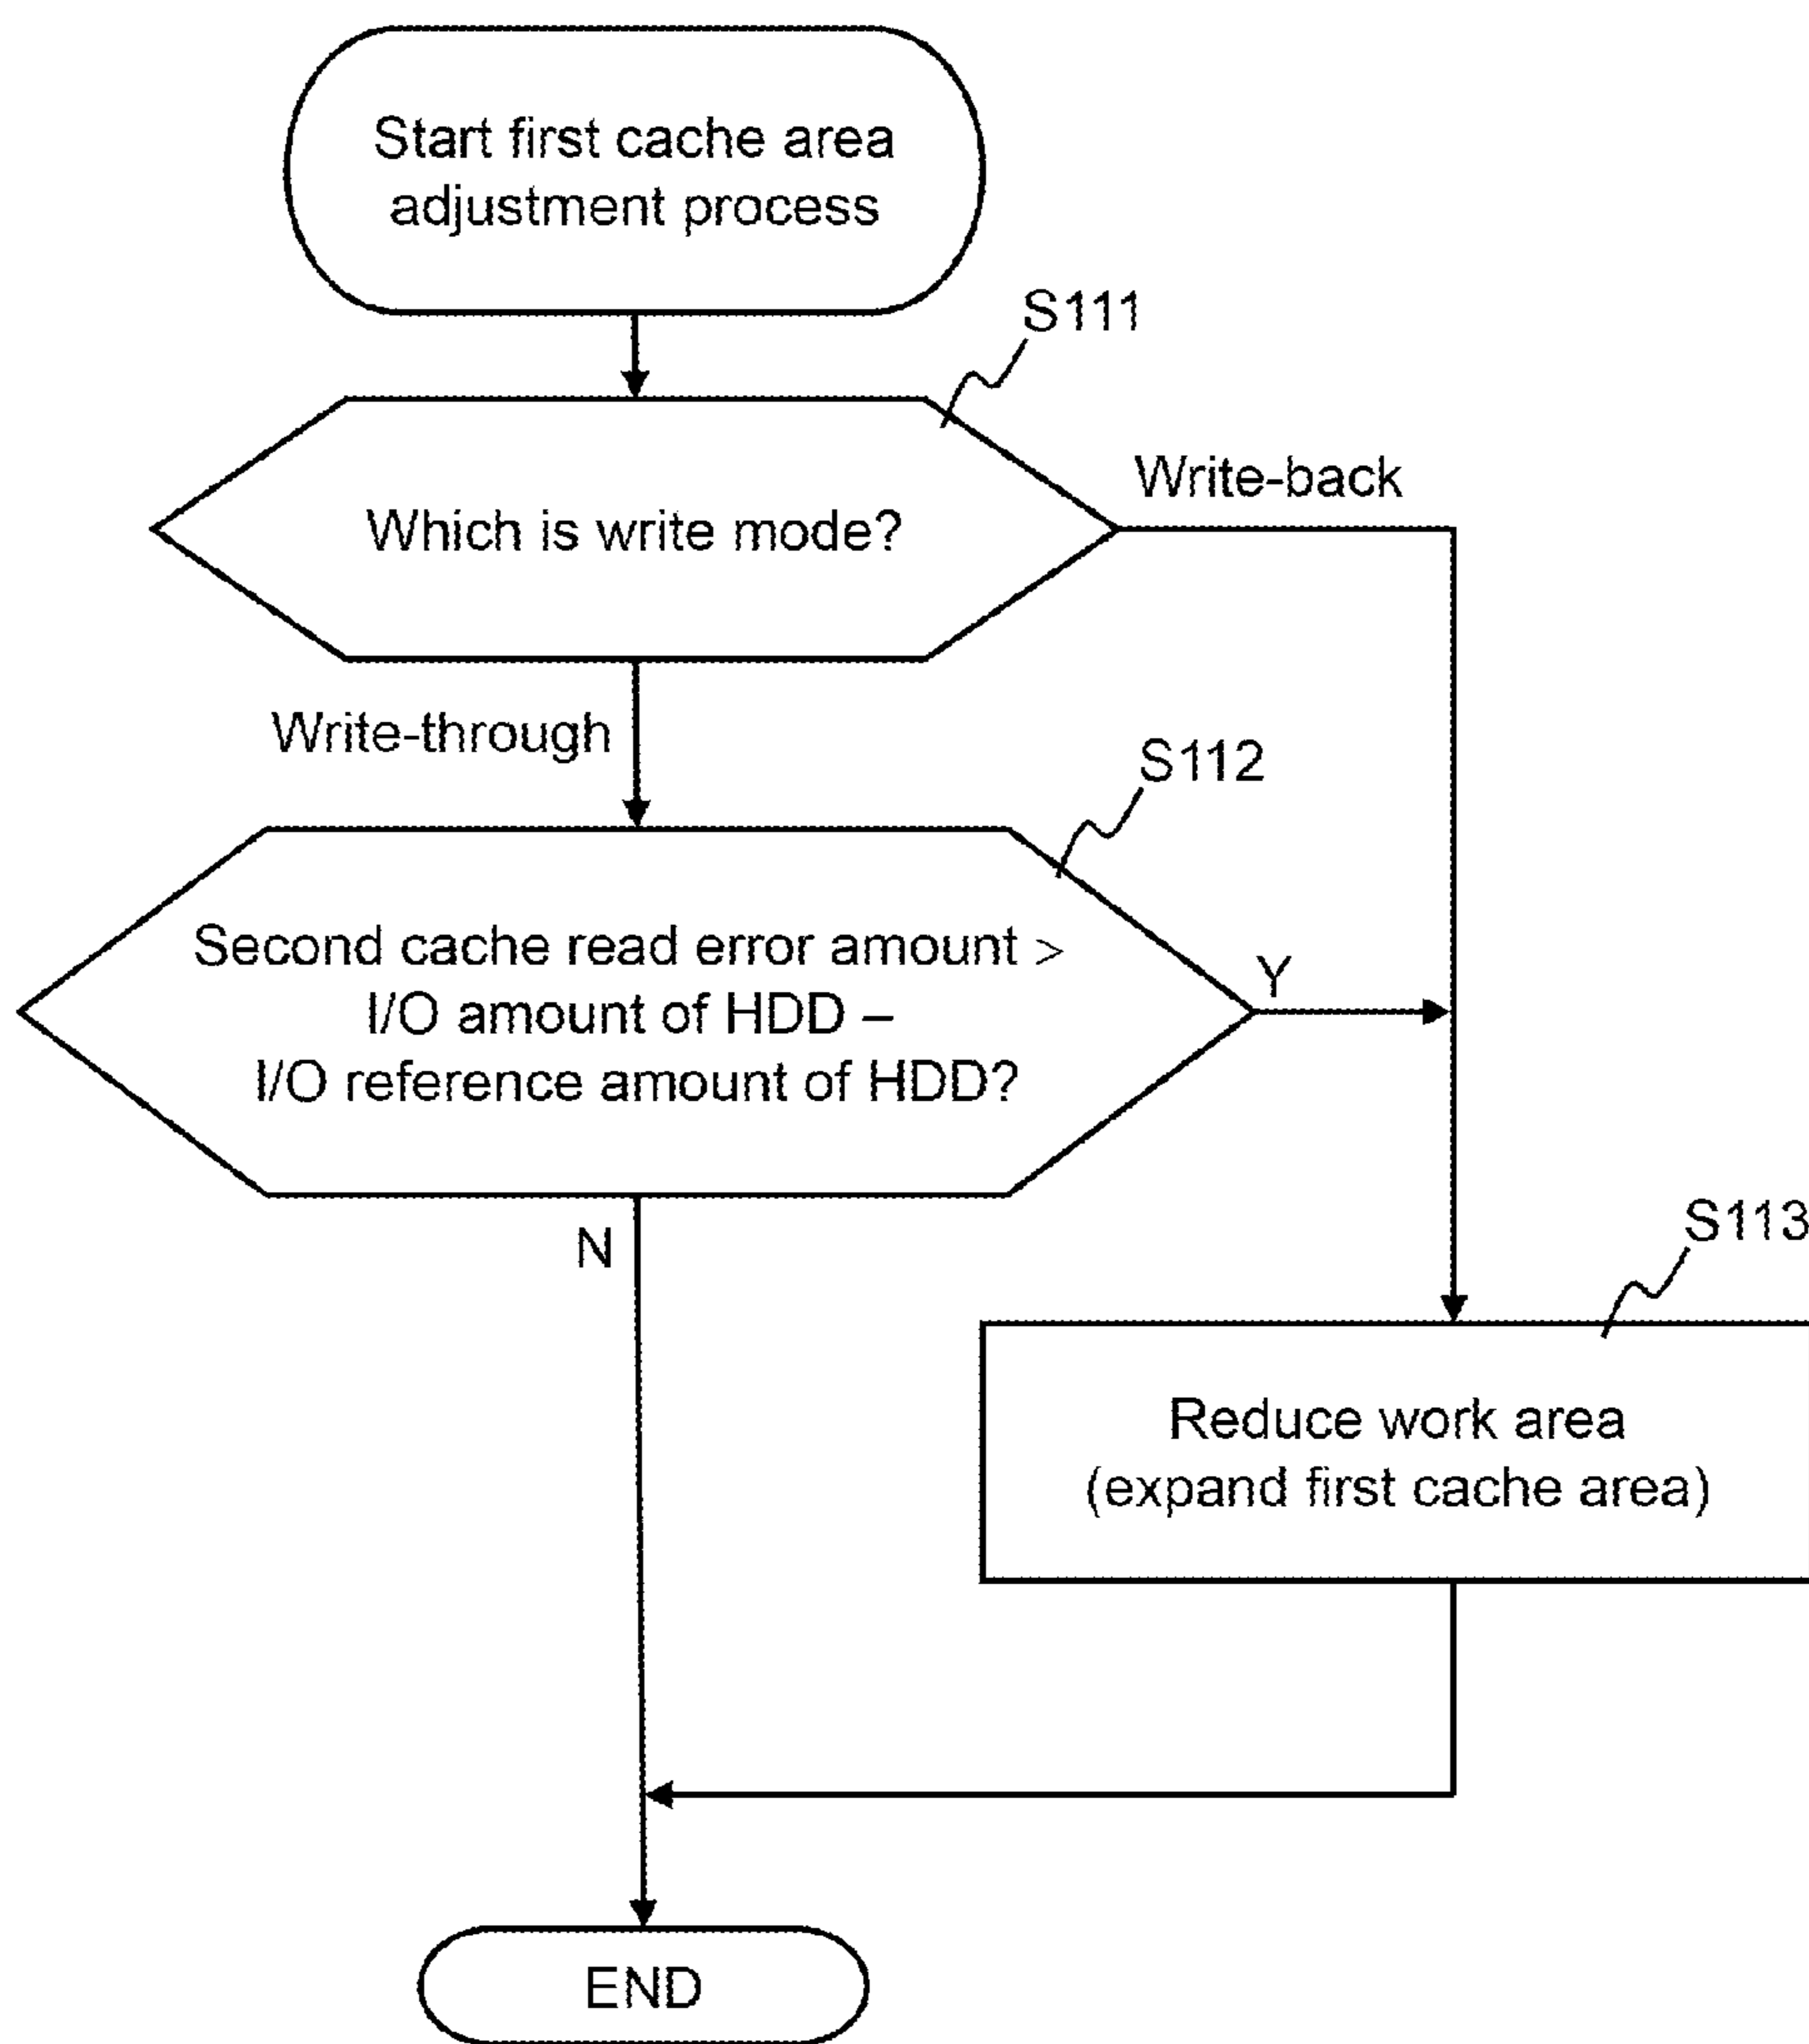 Start first cache area
adjustment process
S111
Which is write mode?
Write-back
Write-through
S112
Second cache read error amount >
I/O amount of HDD –
I/O reference amount of HDD?
Y
N
S113
Reduce work area
(expand first cache area)
END